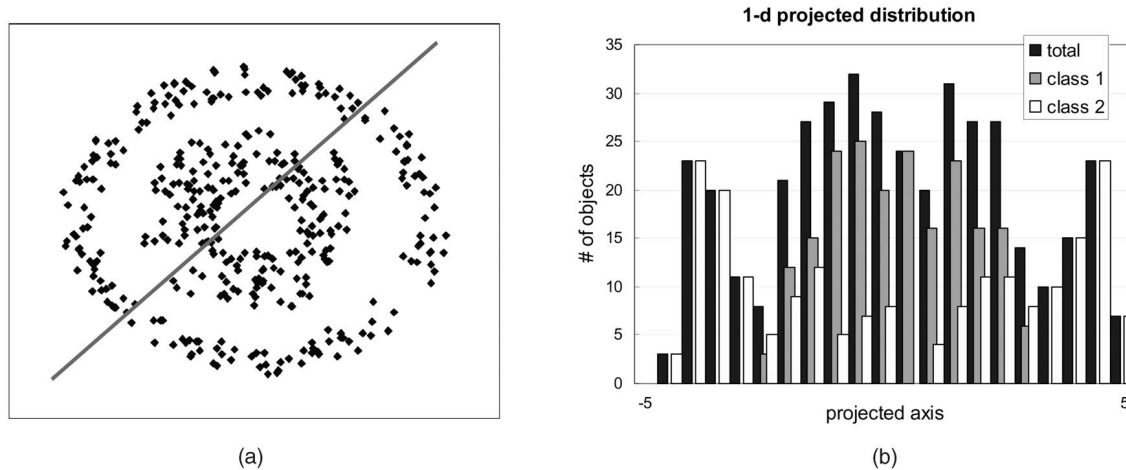 1-d projected distribution
35
30
25
20
15
10
5
0
# of objects
total
class 1
class 2
-5
5
projected axis
(a)
(b)